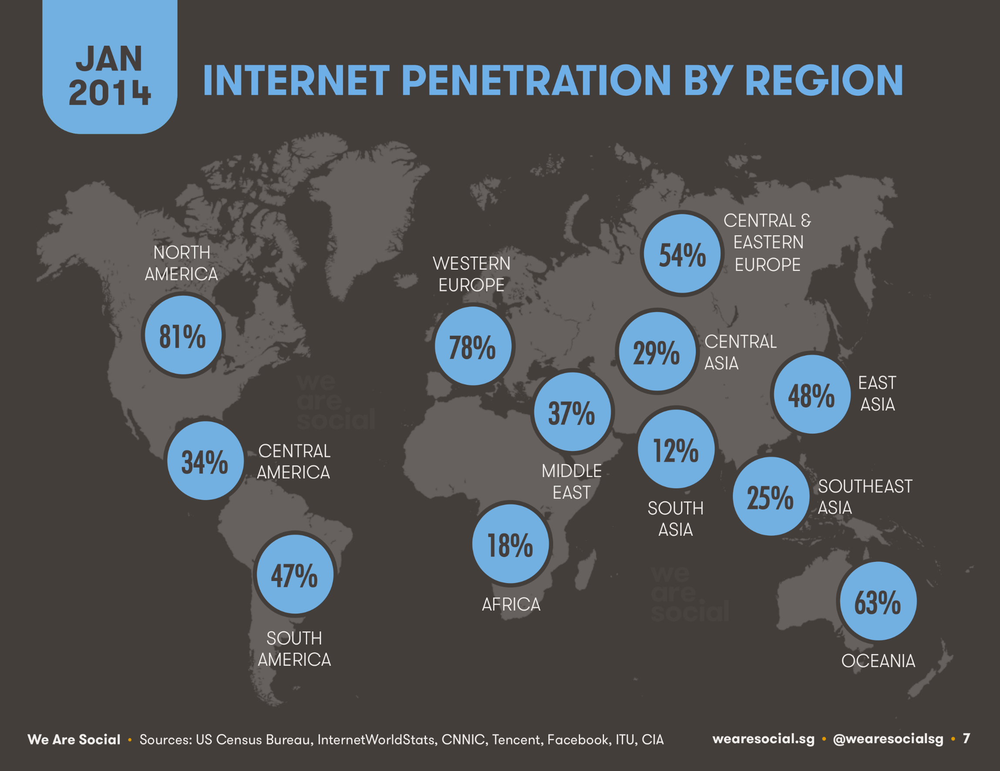 JAN
2014
INTERNET PENETRATION BY REGION
NORTH
AMERICA
81%
WESTERN
EUROPE
78%
54%
CENTRAL &
EASTERN
EUROPE
29%
CENTRAL
ASIA
48%
EAST
ASIA
37%
MIDDLE
EAST
12%
SOUTH
ASIA
25%
SOUTHEAST
ASIA
34%
CENTRAL
AMERICA
we
are
social
47%
SOUTH
AMERICA
18%
AFRICA
we
are
social
63%
OCEANIA
We Are Social • Sources: US Census Bureau, InternetWorldStats, CNNIC, Tencent, Facebook, ITU, CIA
wearesocial.sg • @wearesocialsg • 7